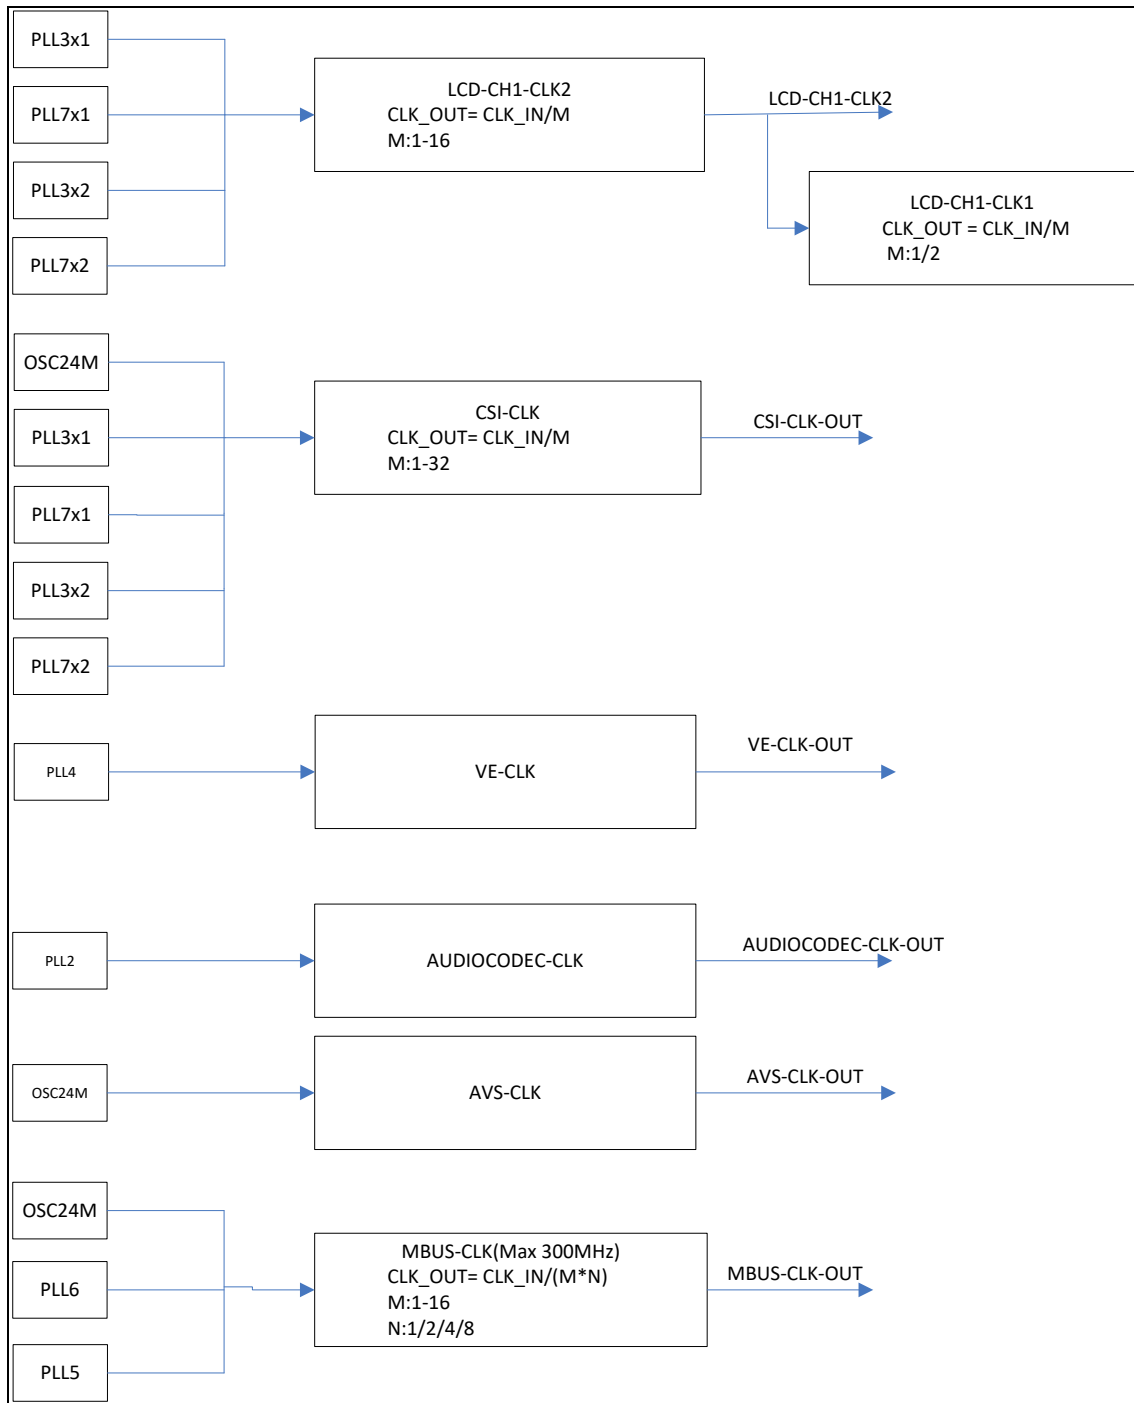 PLL3x1
PLL7x1
PLL3x2
PLL7x2
LCD-CH1-CLK2
CLK_OUT= CLK_IN/M
M:1-16
LCD-CH1-CLK2
LCD-CH1-CLK1
CLK_OUT = CLK_IN/M
M:1/2
OSC24M
PLL3x1
PLL7x1
PLL3x2
PLL7x2
CSI-CLK
CLK_OUT= CLK_IN/M
M:1-32
CSI-CLK-OUT
PLL4
VE-CLK
VE-CLK-OUT
PLL2
AUDIOCODEC-CLK
AUDIOCODEC-CLK-OUT
OSC24M
AVS-CLK
AVS-CLK-OUT
OSC24M
PLL6
PLL5
MBUS-CLK(Max 300MHz)
CLK_OUT= CLK_IN/(M*N)
M:1-16
N:1/2/4/8
MBUS-CLK-OUT